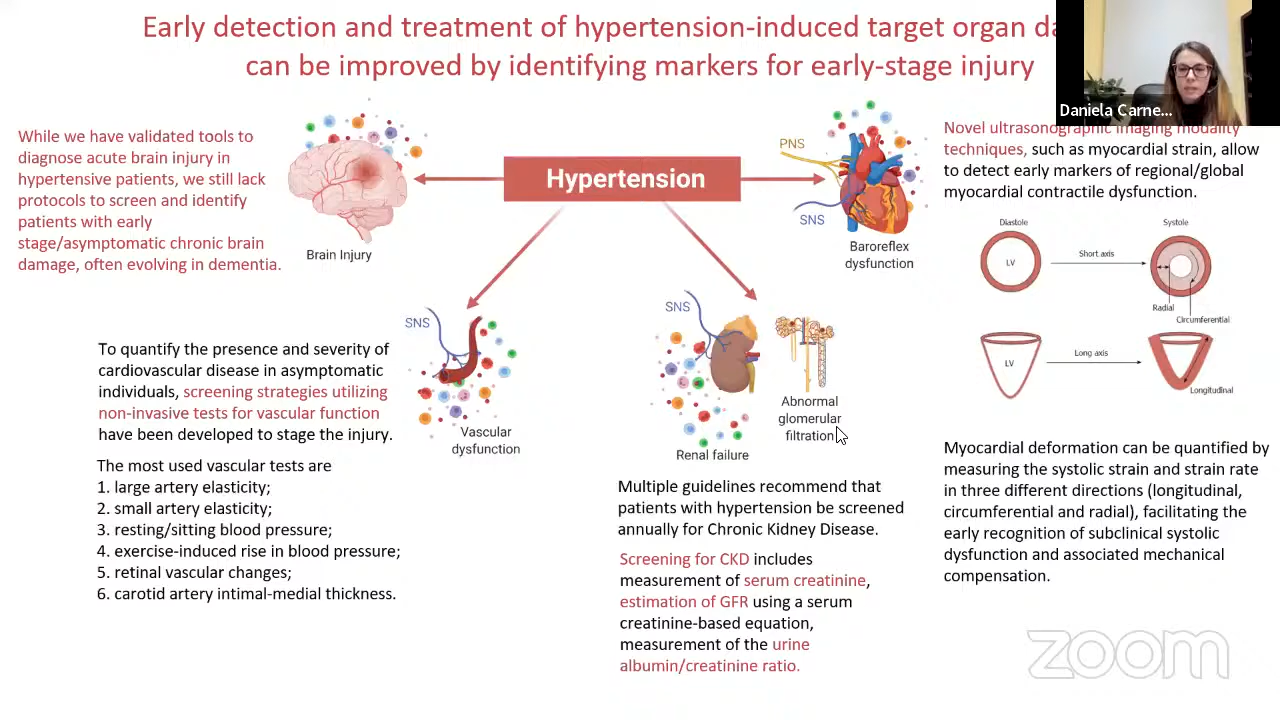 Early detection and treatment of hypertension-induced target organ da
can be improved by identifying markers for early-stage injury
Daniela Carne...
While we have validated tools to
diagnose acute brain injury in
hypertensive patients, we still lack
protocols to screen and identify
patients with early
stage/asymptomatic chronic brain
damage, often evolving in dementia.
Brain Injury
Hypertension
PNS
SNS
Baroreflex
dysfunction
Novel ultrasonographic imaging modality
techniques, such as myocardial strain, allow
to detect early markers of regional/global
myocardial contractile dysfunction.
Diastole
Systole
LV
Short axis
Radial
Circumferential
LV
Long axis
Longitudinal
To quantify the presence and severity of
cardiovascular disease in asymptomatic
individuals, screening strategies utilizing
non-invasive tests for vascular function
have been developed to stage the injury.
The most used vascular tests are
1. large artery elasticity;
2. small artery elasticity;
3. resting/sitting blood pressure;
4. exercise-induced rise in blood pressure;
5. retinal vascular changes;
6. carotid artery intimal-medial thickness.
SNS
Vascular
dysfunction
SNS
Renal failure
Abnormal
glomerular
filtration
Multiple guidelines recommend that
patients with hypertension be screened
annually for Chronic Kidney Disease.
Screening for CKD includes
measurement of serum creatinine,
estimation of GFR using a serum
creatinine-based equation,
measurement of the urine
albumin/creatinine ratio.
Myocardial deformation can be quantified by
measuring the systolic strain and strain rate
in three different directions (longitudinal,
circumferential and radial), facilitating the
early recognition of subclinical systolic
dysfunction and associated mechanical
compensation.
zoom